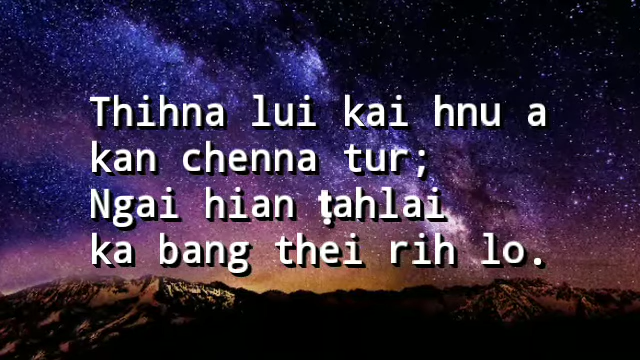 Thihna lui kai hnu a
kan chenna tur;
Ngai hian ṭahlai
ka bang thei rih lo.